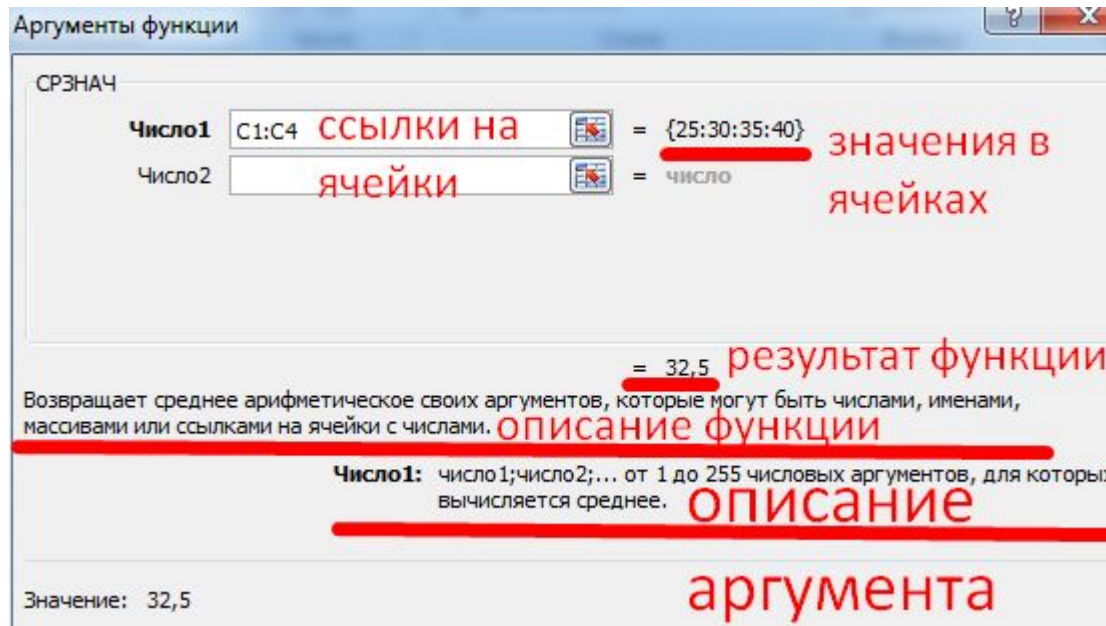 Аргументы функции
СРЗНАЧ
Число1 C1:C4 ссылки на = {25:30:35:40} значения в
Число2 ячейки = число ячейках
= 32,5 результат функции
Возвращает среднее арифметическое своих аргументов, которые могут быть числами, именами,
массивами или ссылками на ячейки с числами. описание функции
Число1: число1;число2;... от 1 до 255 числовых аргументов, для которых
вычисляется среднее. описание
аргумента
Значение: 32,5